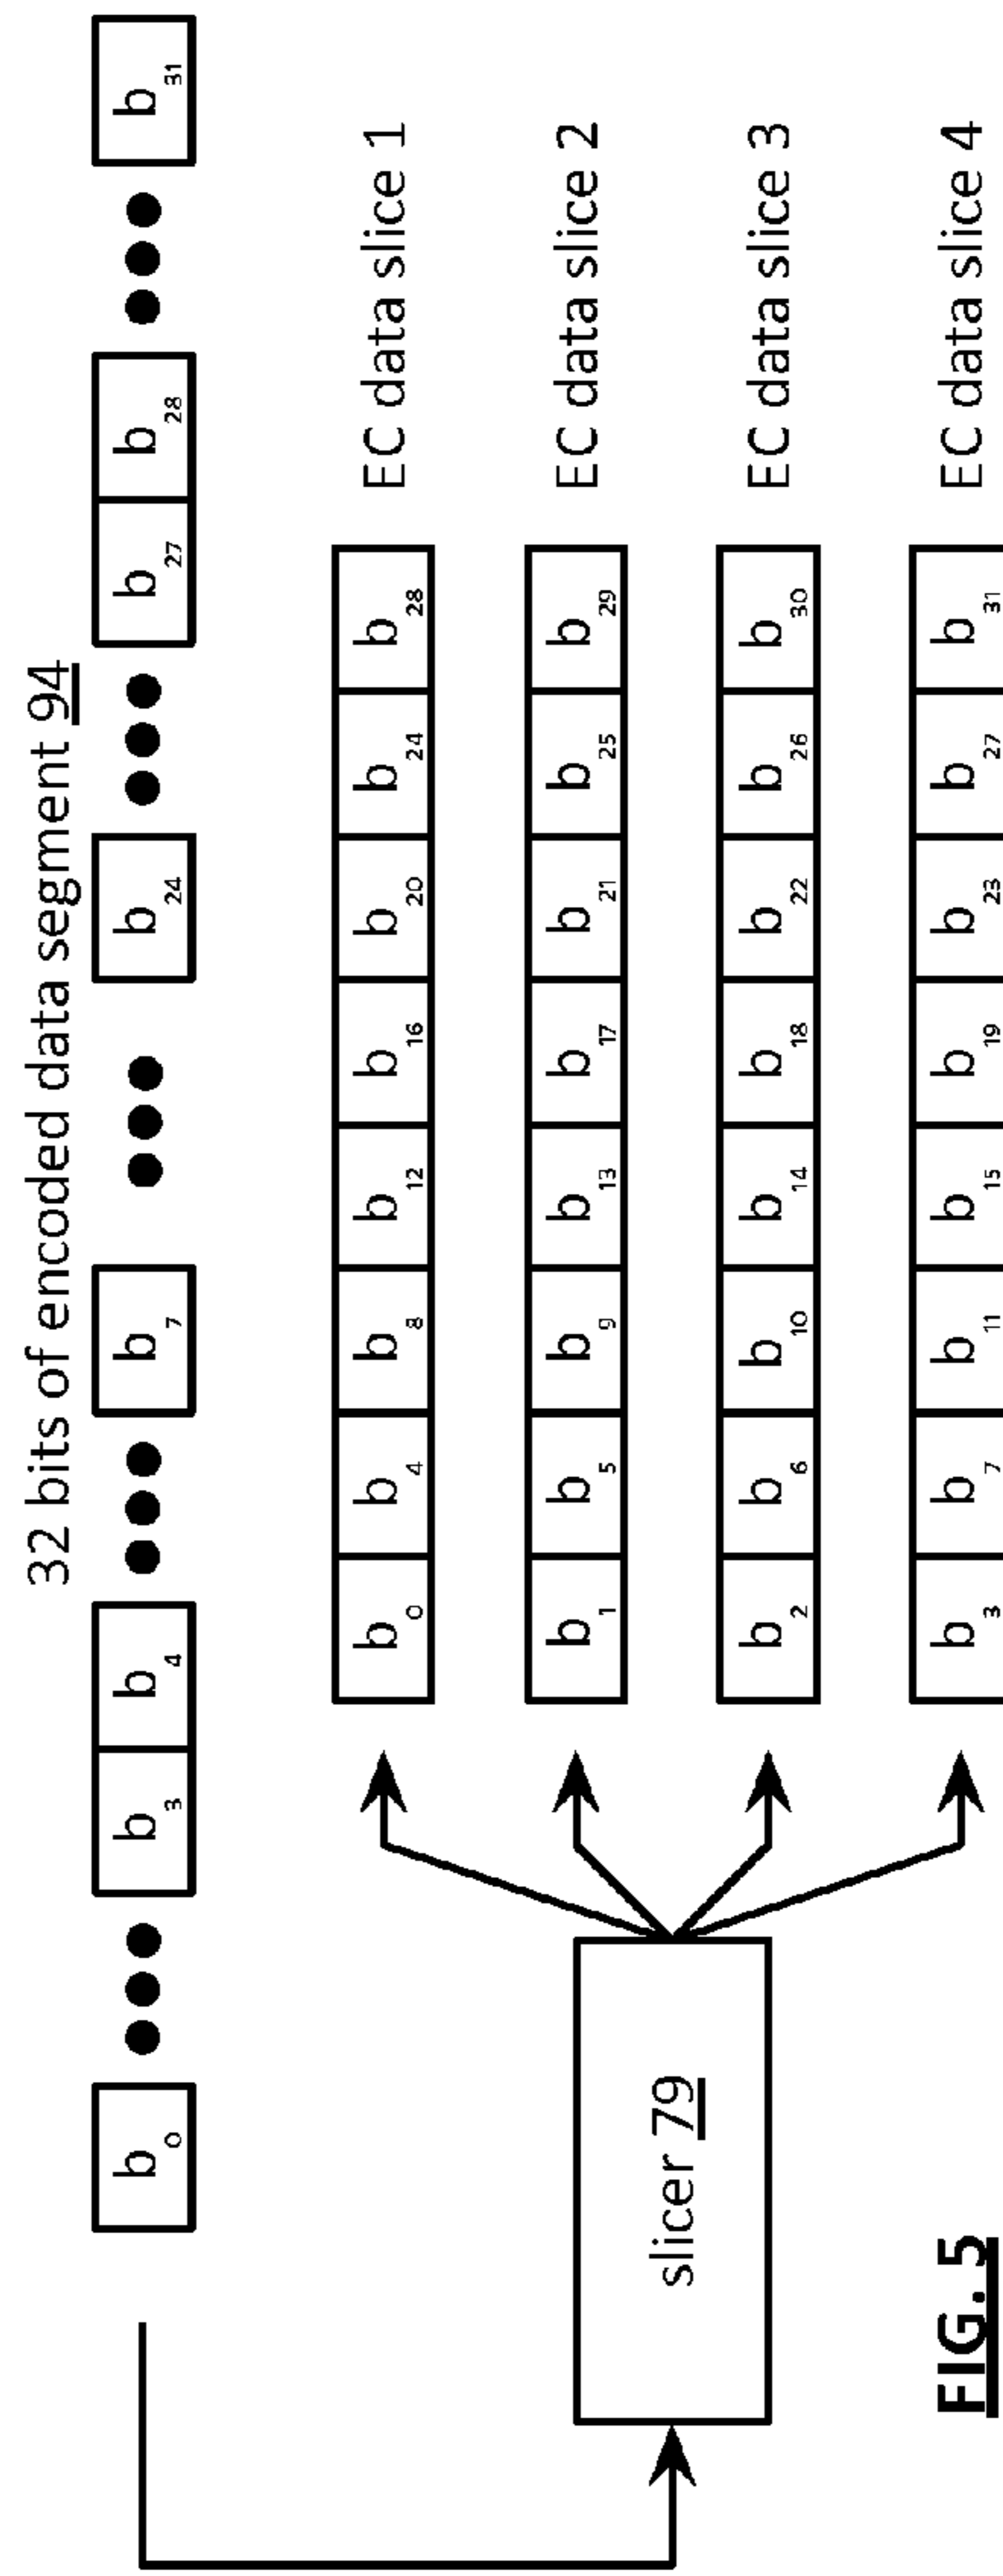 32 bits of encoded data segment 94
b0 ●●● b3 b4 ●●● b7 ●●● b24 ●●● b27 b28 ●●● b31
b0 b4 b8 b12 b16 b20 b24 b28 EC data slice 1
b1 b5 b9 b13 b17 b21 b25 b29 EC data slice 2
slicer 79
b2 b6 b10 b14 b18 b22 b26 b30 EC data slice 3
b3 b7 b11 b15 b19 b23 b27 b31 EC data slice 4
FIG. 5